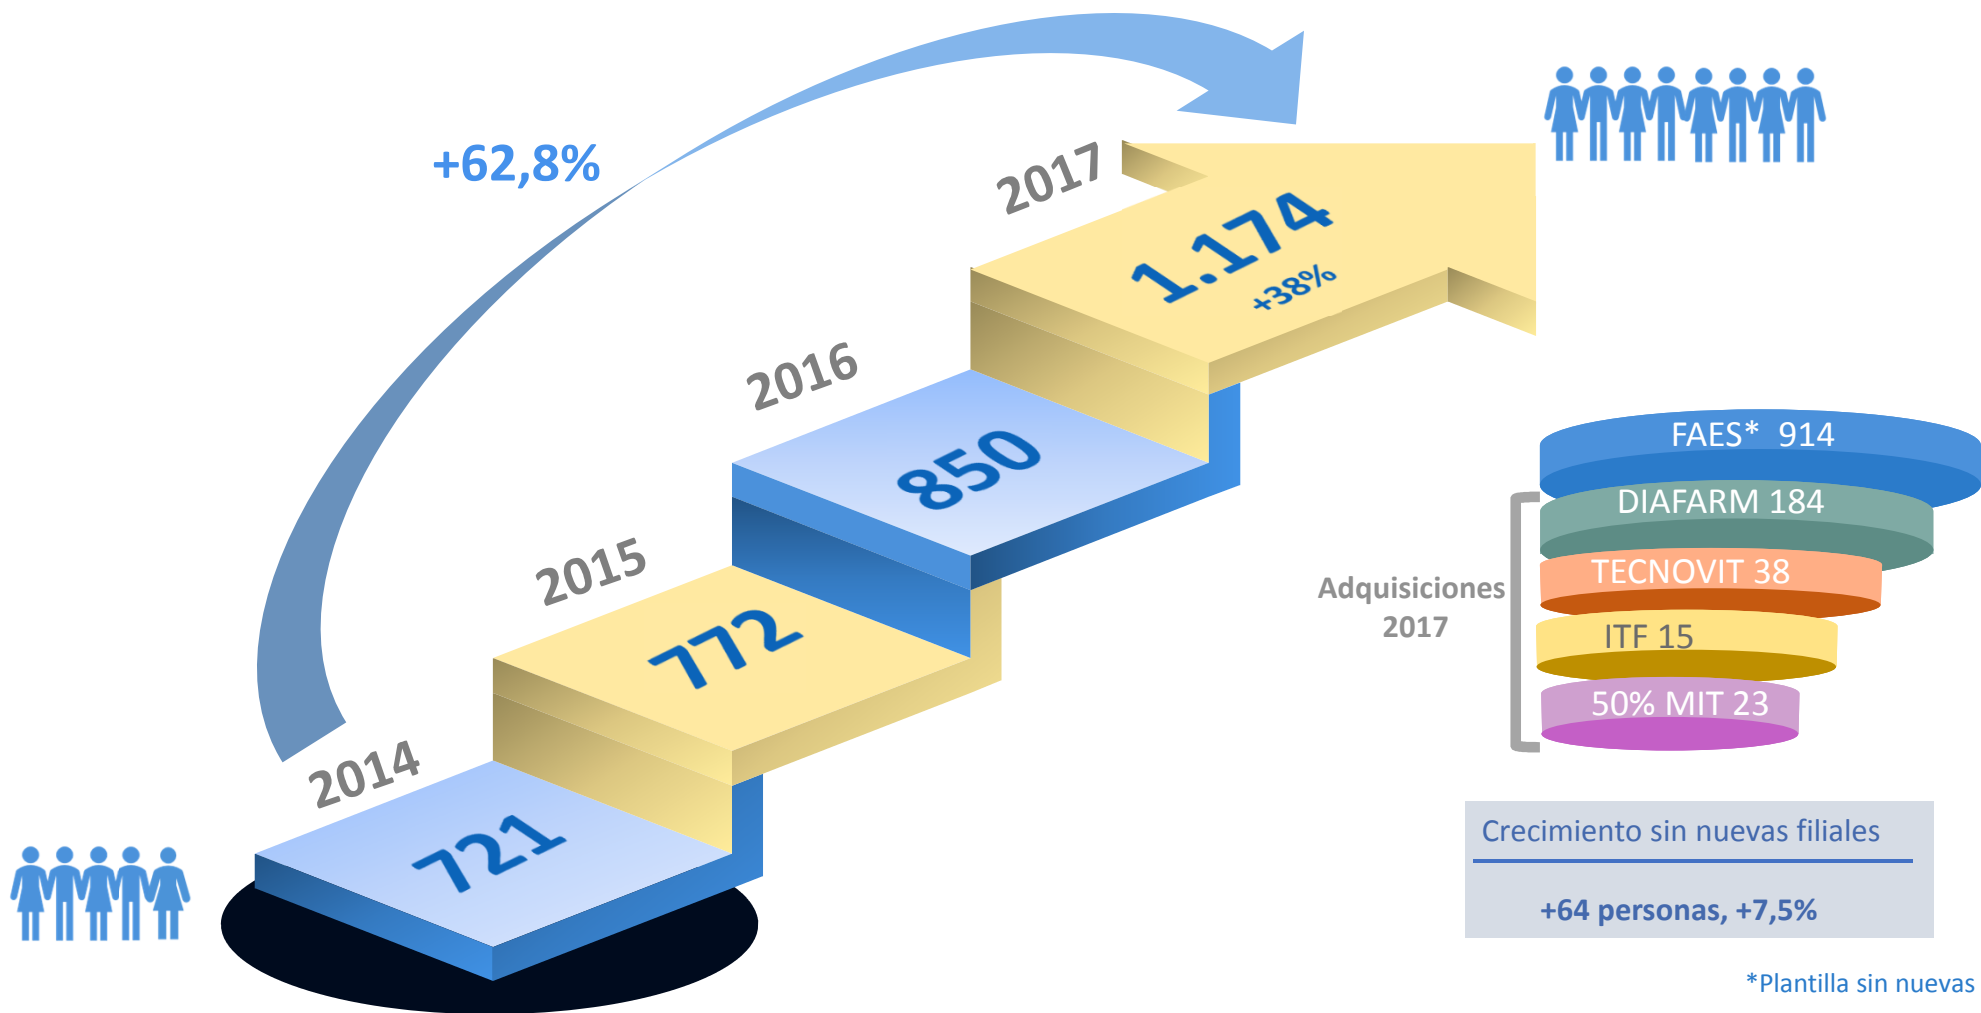 +62,8%
2017
1.174
+38%
2016
850
2015
772
2014
721
FAES* 914
DIAFARM 184
TECNOVIT 38
ITF 15
50% MIT 23
Adquisiciones
2017
Crecimiento sin nuevas filiales
+64 personas, +7,5%
*Plantilla sin nuevas